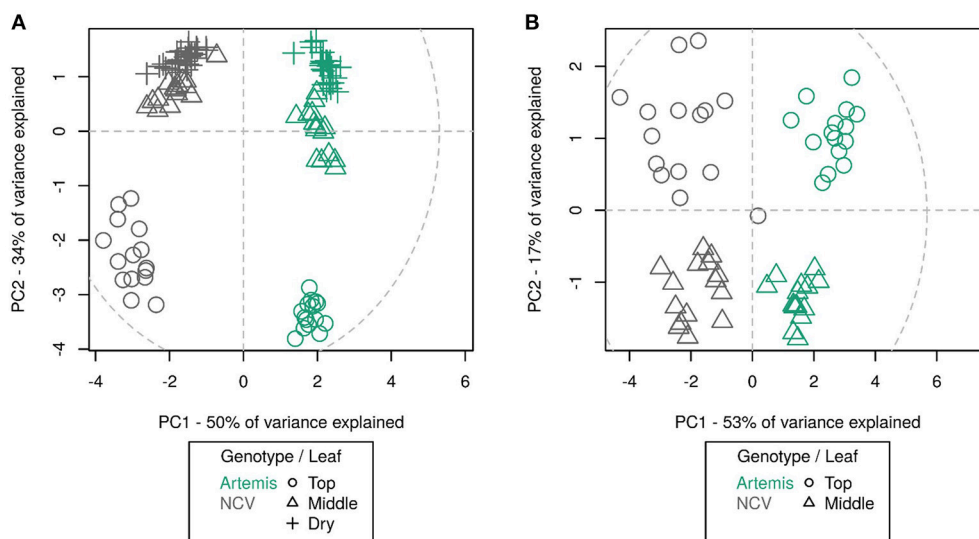 A
PC2 - 34% of variance explained
1
0
-1
-2
-3
-4
-4 -2 0 2 4 6
PC1 - 50% of variance explained
Genotype / Leaf
Artemis Top
NCV Middle
Dry
B
PC2 - 17% of variance explained
2
1
0
-1
-4 -2 0 2 4 6
PC1 - 53% of variance explained
Genotype / Leaf
Artemis Top
NCV Middle